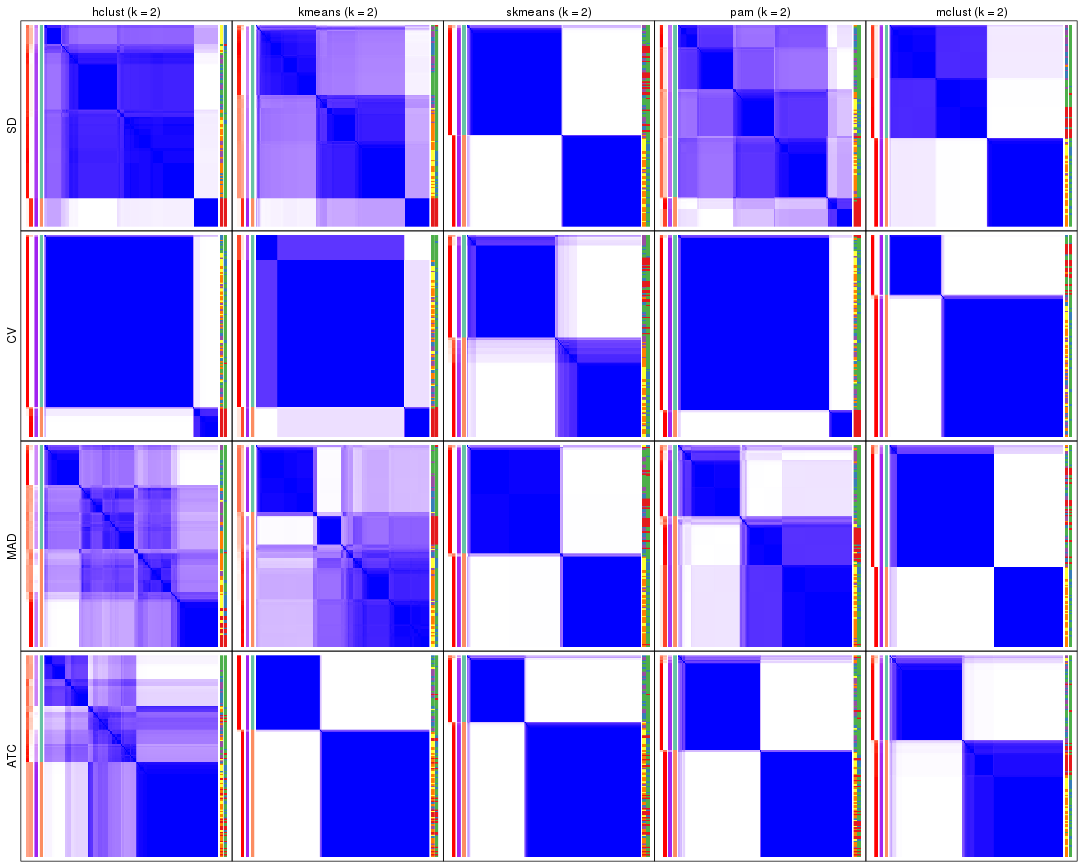 hclust (k = 2) kmeans (k = 2) skmeans (k = 2) pam (k = 2) mclust (k = 2)
SD
CV
MAD
ATC